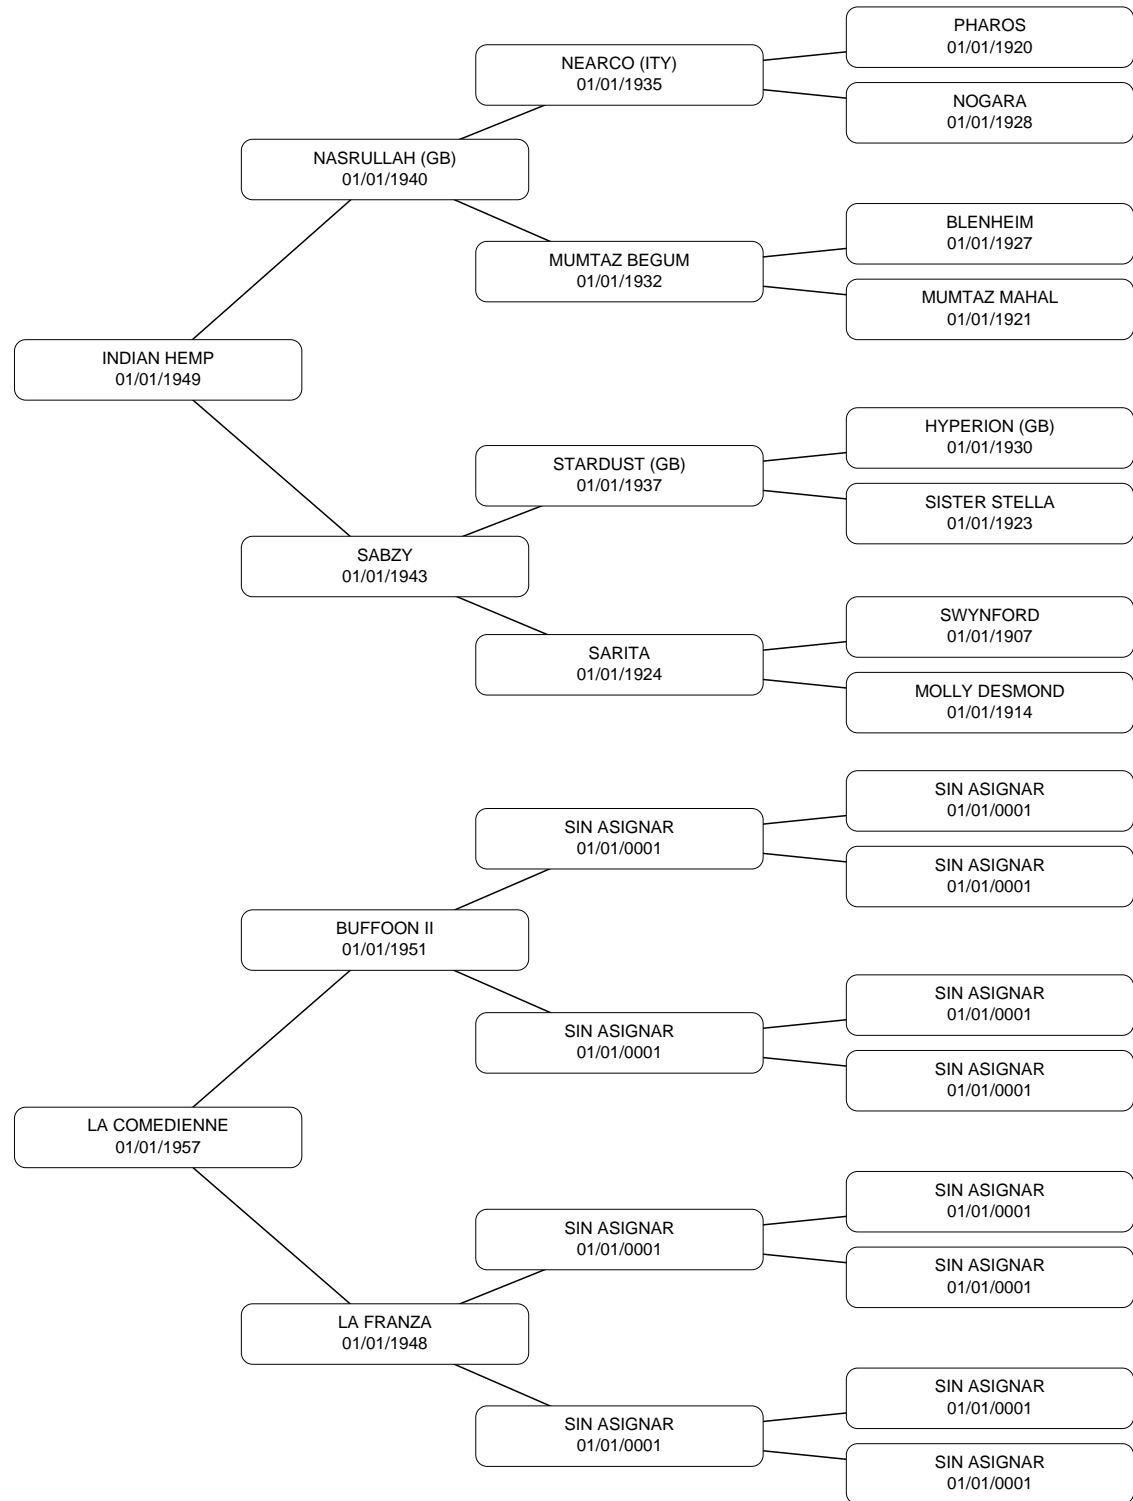 PHAROS
01/01/1920
NEARCO (ITY)
01/01/1935
NOGARA
01/01/1928
NASRULLAH (GB)
01/01/1940
BLENHEIM
01/01/1927
MUMTAZ BEGUM
01/01/1932
MUMTAZ MAHAL
01/01/1921
INDIAN HEMP
01/01/1949
HYPERION (GB)
01/01/1930
STARDUST (GB)
01/01/1937
SISTER STELLA
01/01/1923
SABZY
01/01/1943
SWYNFORD
01/01/1907
SARITA
01/01/1924
MOLLY DESMOND
01/01/1914
SIN ASIGNAR
01/01/0001
SIN ASIGNAR
01/01/0001
SIN ASIGNAR
01/01/0001
BUFFOON II
01/01/1951
SIN ASIGNAR
01/01/0001
SIN ASIGNAR
01/01/0001
SIN ASIGNAR
01/01/0001
LA COMEDIENNE
01/01/1957
SIN ASIGNAR
01/01/0001
SIN ASIGNAR
01/01/0001
SIN ASIGNAR
01/01/0001
LA FRANZA
01/01/1948
SIN ASIGNAR
01/01/0001
SIN ASIGNAR
01/01/0001
SIN ASIGNAR
01/01/0001